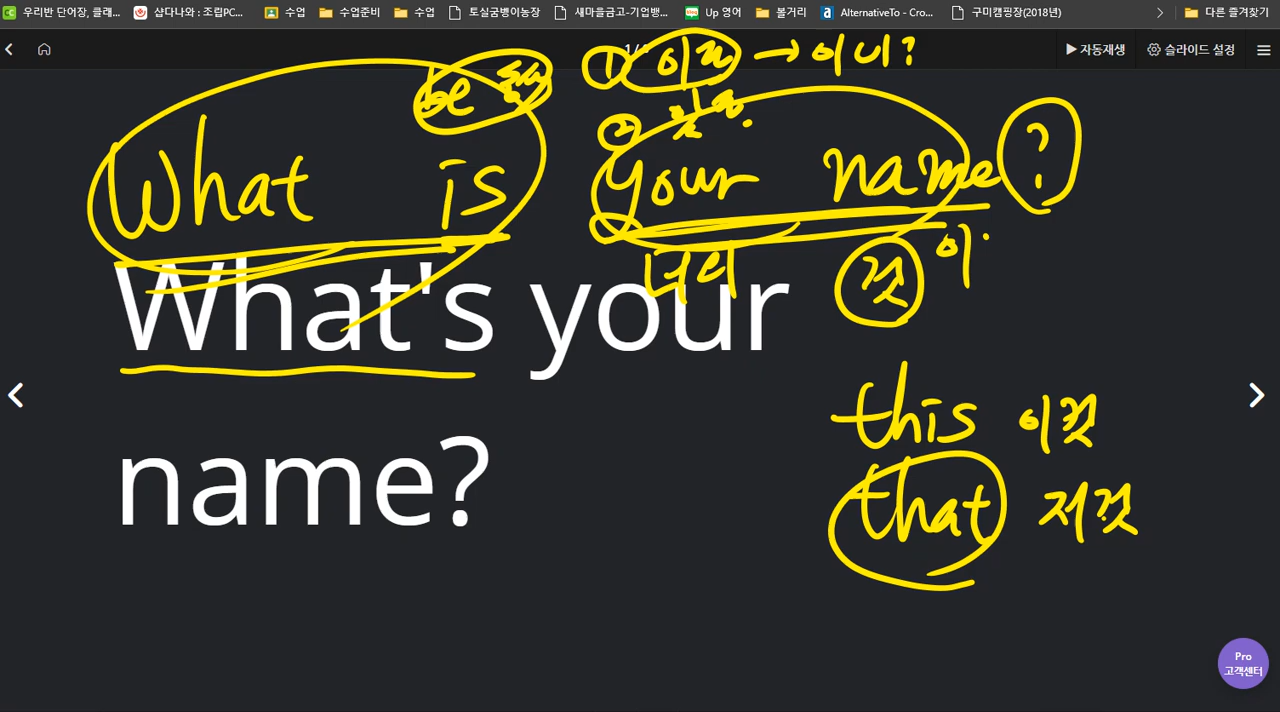 우리반 단어장, 클래... 샵다나와 : 조립PC... 수업 수업준비 수업 토실궁뱅이농장 새마을금고-기업뱅... Up 영어 볼거리 AlternativeTo - Cro... 구미캠핑장(2018년) 다른 즐겨찾기
자동재생 슬라이드 설정
be
① → 이니?
②
What is your name?
너의 것 이
What's your
name?
this 이것
that 저것
Pro
고객센터